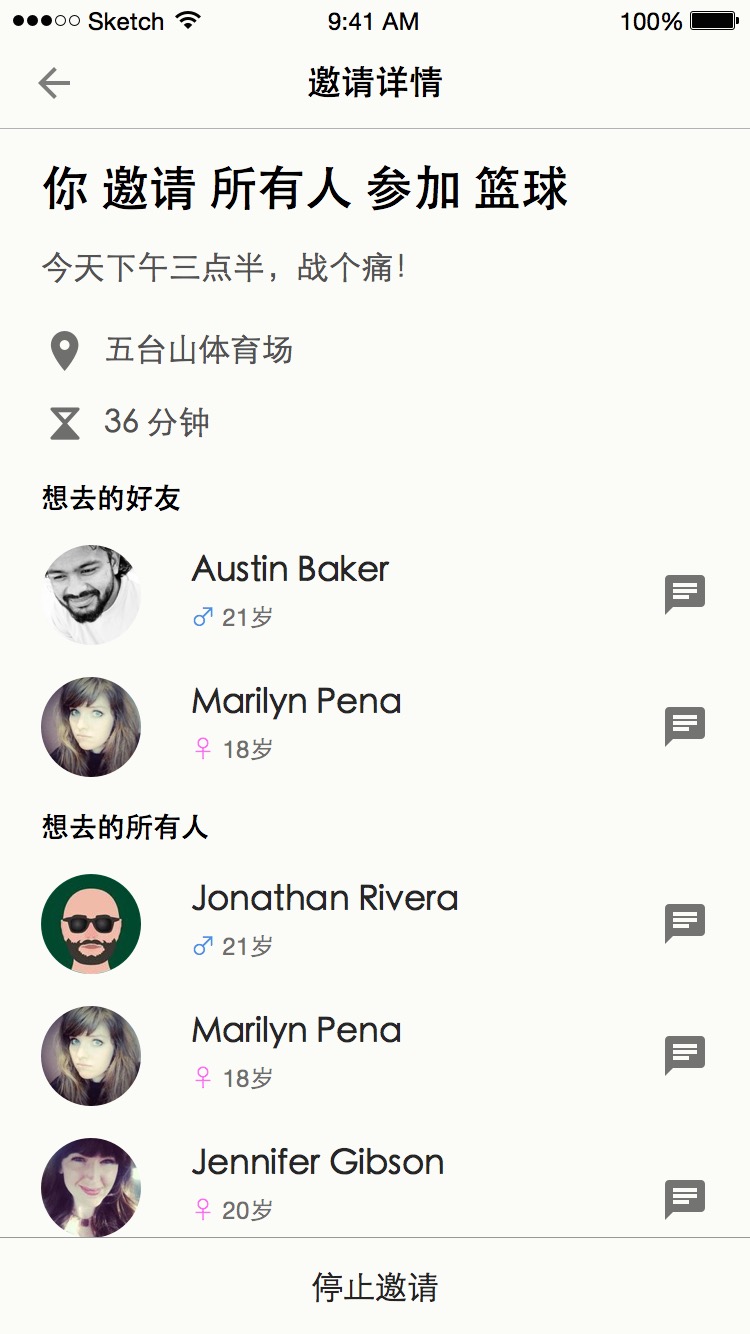 Sketch 9:41 AM 100%
邀请详情
你 邀请 所有人 参加 篮球
今天下午三点半，战个痛！
五台山体育场
36 分钟
想去的好友
Austin Baker
♂ 21岁
Marilyn Pena
♀ 18岁
想去的所有人
Jonathan Rivera
♂ 21岁
Marilyn Pena
♀ 18岁
Jennifer Gibson
♀ 20岁
停止邀请